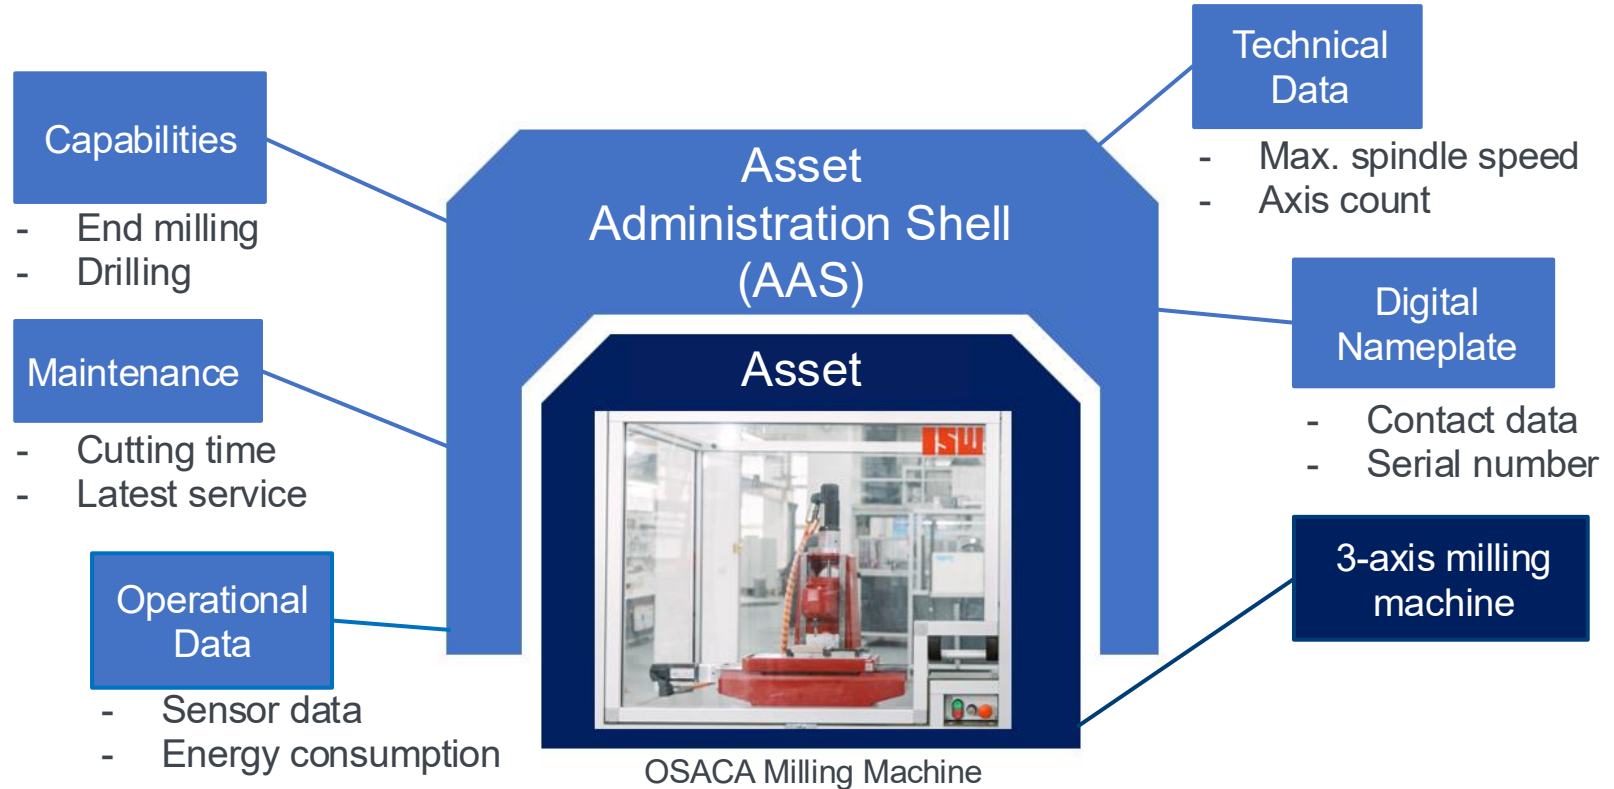 Technical
Data
- Max. spindle speed
- Axis count
Capabilities
- End milling
- Drilling
Asset
Administration Shell
(AAS)
Digital
Nameplate
- Contact data
- Serial number
Maintenance
- Cutting time
- Latest service
Asset
ISW
3-axis milling
machine
Operational
Data
- Sensor data
- Energy consumption
OSACA Milling Machine